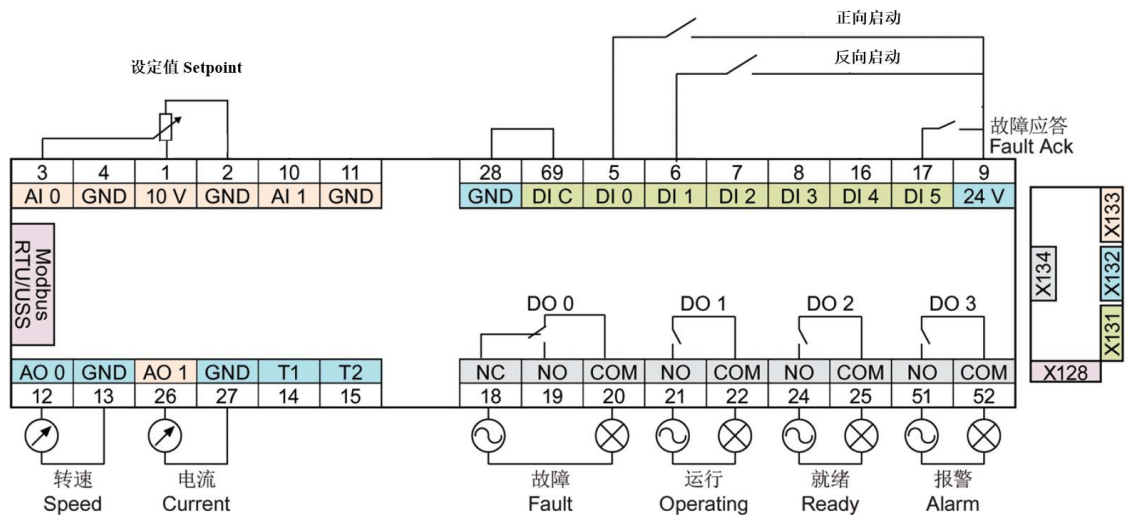 正向启动
设定值 Setpoint
反向启动
故障应答
Fault Ack
3 4 1 2 10 11 28 69 5 6 7 8 16 17 9
AI 0 GND 10 V GND AI 1 GND GND DI C DI 0 DI 1 DI 2 DI 3 DI 4 DI 5 24 V
Modbus
RTU/USS
X133
X134
X132
X131
X128
DO 0 DO 1 DO 2 DO 3
AO 0 GND AO 1 GND T1 T2 NC NO COM NO COM NO COM NO COM
12 13 26 27 14 15 18 19 20 21 22 24 25 51 52
转速 电流 故障 运行 就绪 报警
Speed Current Fault Operating Ready Alarm